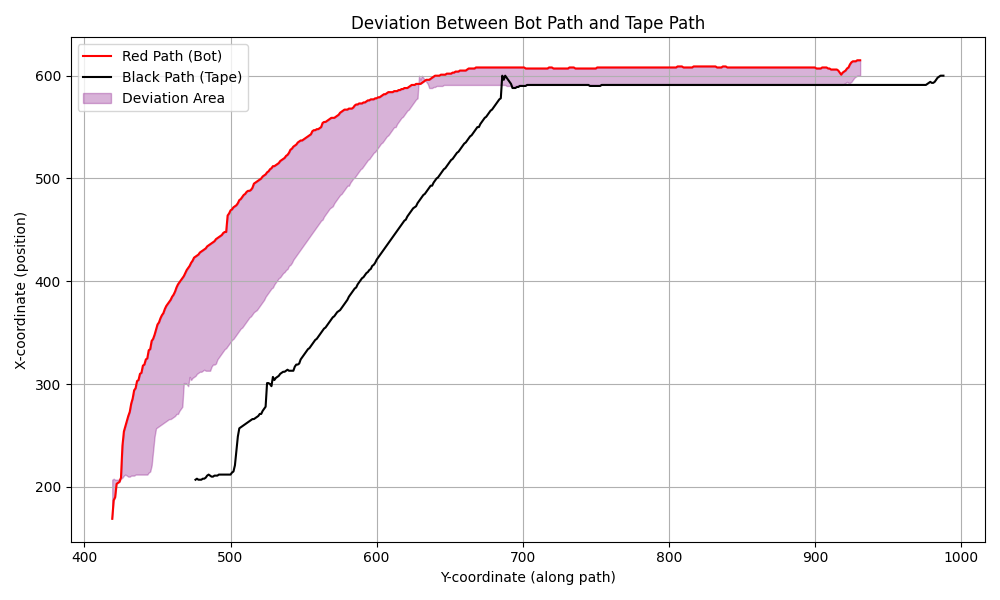 Deviation Between Bot Path and Tape Path
Red Path (Bot)
Black Path (Tape)
Deviation Area
X-coordinate (position)
600
500
400
300
200
400 500 600 700 800 900 1000
Y-coordinate (along path)